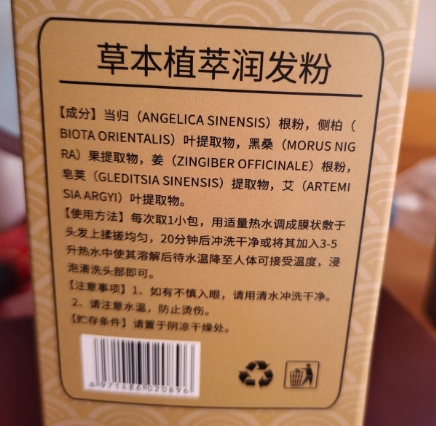 草本植萃润发粉
【成分】当归（ANGELICA SINENSIS）根粉，侧柏（
BIOTA ORIENTALIS）叶提取物，黑桑（MORUS NIG
RA）果提取物，姜（ZINGIBER OFFICINALE）根粉，
皂荚（GLEDITSIA SINENSIS）提取物，艾（ARTEMI
SIA ARGYI）叶提取物。
【使用方法】每次取1小包，用适量热水调成膜状敷于
头发上揉搓均匀，20分钟后冲洗干净或将其加入3-5
升热水中使其溶解后待水温降至人体可接受温度，浸
泡清洗头部即可。
【注意事项】1、如有不慎入眼，请用清水冲洗干净。
2、请注意水温，防止烫伤。
【贮存条件】请置于阴凉干燥处。
6 971486 020896